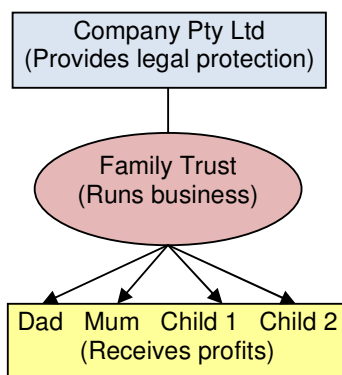 Company Pty Ltd
(Provides legal protection)
Family Trust
(Runs business)
Dad Mum Child 1 Child 2
(Receives profits)